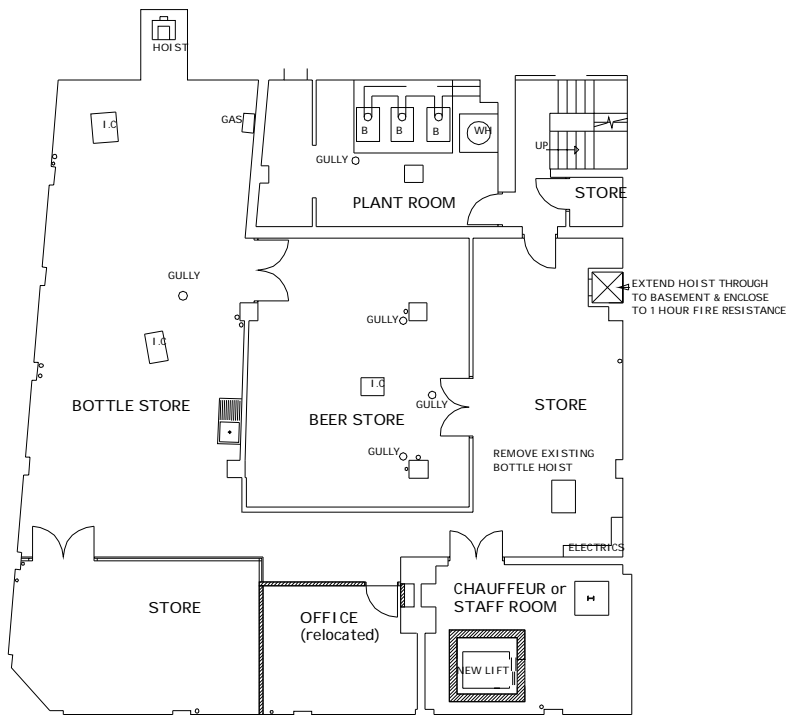 HOIST
I.C
GAS
B
B
B
WH
UP
GULLY
PLANT ROOM
STORE
GULLY
EXTEND HOIST THROUGH
TO BASEMENT & ENCLOSE
TO 1 HOUR FIRE RESISTANCE
GULLY
I.C
I.C
GULLY
BOTTLE STORE
BEER STORE
STORE
GULLY
REMOVE EXISTING
BOTTLE HOIST
ELECTRICS
STORE
OFFICE
(relocated)
CHAUFFEUR or
STAFF ROOM
H
NEW LIFT